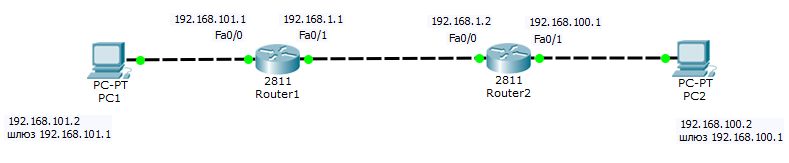 192.168.101.1
192.168.1.1
192.168.1.2
192.168.100.1
Fa0/0
Fa0/1
Fa0/0
Fa0/1
PC-PT
PC1
2811
Router1
2811
Router2
PC-PT
PC2
192.168.101.2
шлюз 192.168.101.1
192.168.100.2
шлюз 192.168.100.1